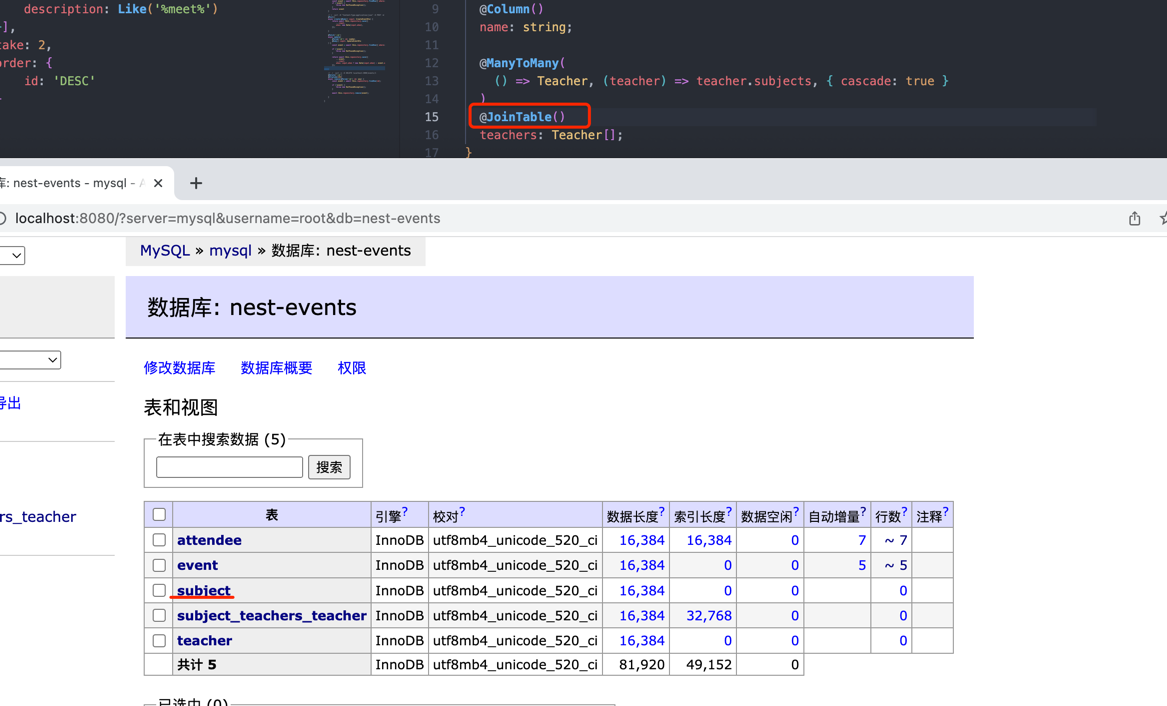 description: Like('%meet%')
}],
take: 2,
order: {
id: 'DESC'
9 @Column()
10 name: string;
11
12 @ManyToMany(
13 () => Teacher, (teacher) => teacher.subjects, { cascade: true }
14 )
15 @JoinTable()
16 teachers: Teacher[];
17 }
库: nest-events - mysql - A
localhost:8080/?server=mysql&username=root&db=nest-events
MySQL » mysql » 数据库: nest-events
数据库: nest-events
修改数据库 数据库概要 权限
导出
表和视图
在表中搜索数据 (5)
搜索
rs_teacher
表 引擎? 校对? 数据长度? 索引长度? 数据空闲? 自动增量? 行数? 注释?
attendee InnoDB utf8mb4_unicode_520_ci 16,384 16,384 0 7 ~ 7
event InnoDB utf8mb4_unicode_520_ci 16,384 0 0 5 ~ 5
subject InnoDB utf8mb4_unicode_520_ci 16,384 0 0 0
subject_teachers_teacher InnoDB utf8mb4_unicode_520_ci 16,384 32,768 0 0
teacher InnoDB utf8mb4_unicode_520_ci 16,384 0 0 0
共计 5 InnoDB utf8mb4_unicode_520_ci 81,920 49,152 0
已选中 (0)